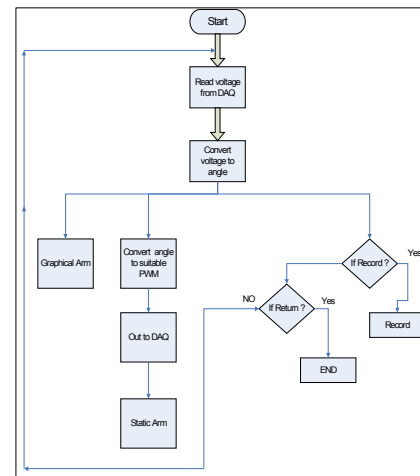 Start
Read voltage
from DAQ
Convert
voltage to
angle
Graphical Arm
Convert angle
to suitable
PWM
If Record ?
Yes
NO
If Return ?
Yes
Record
Out to DAQ
END
Static Arm